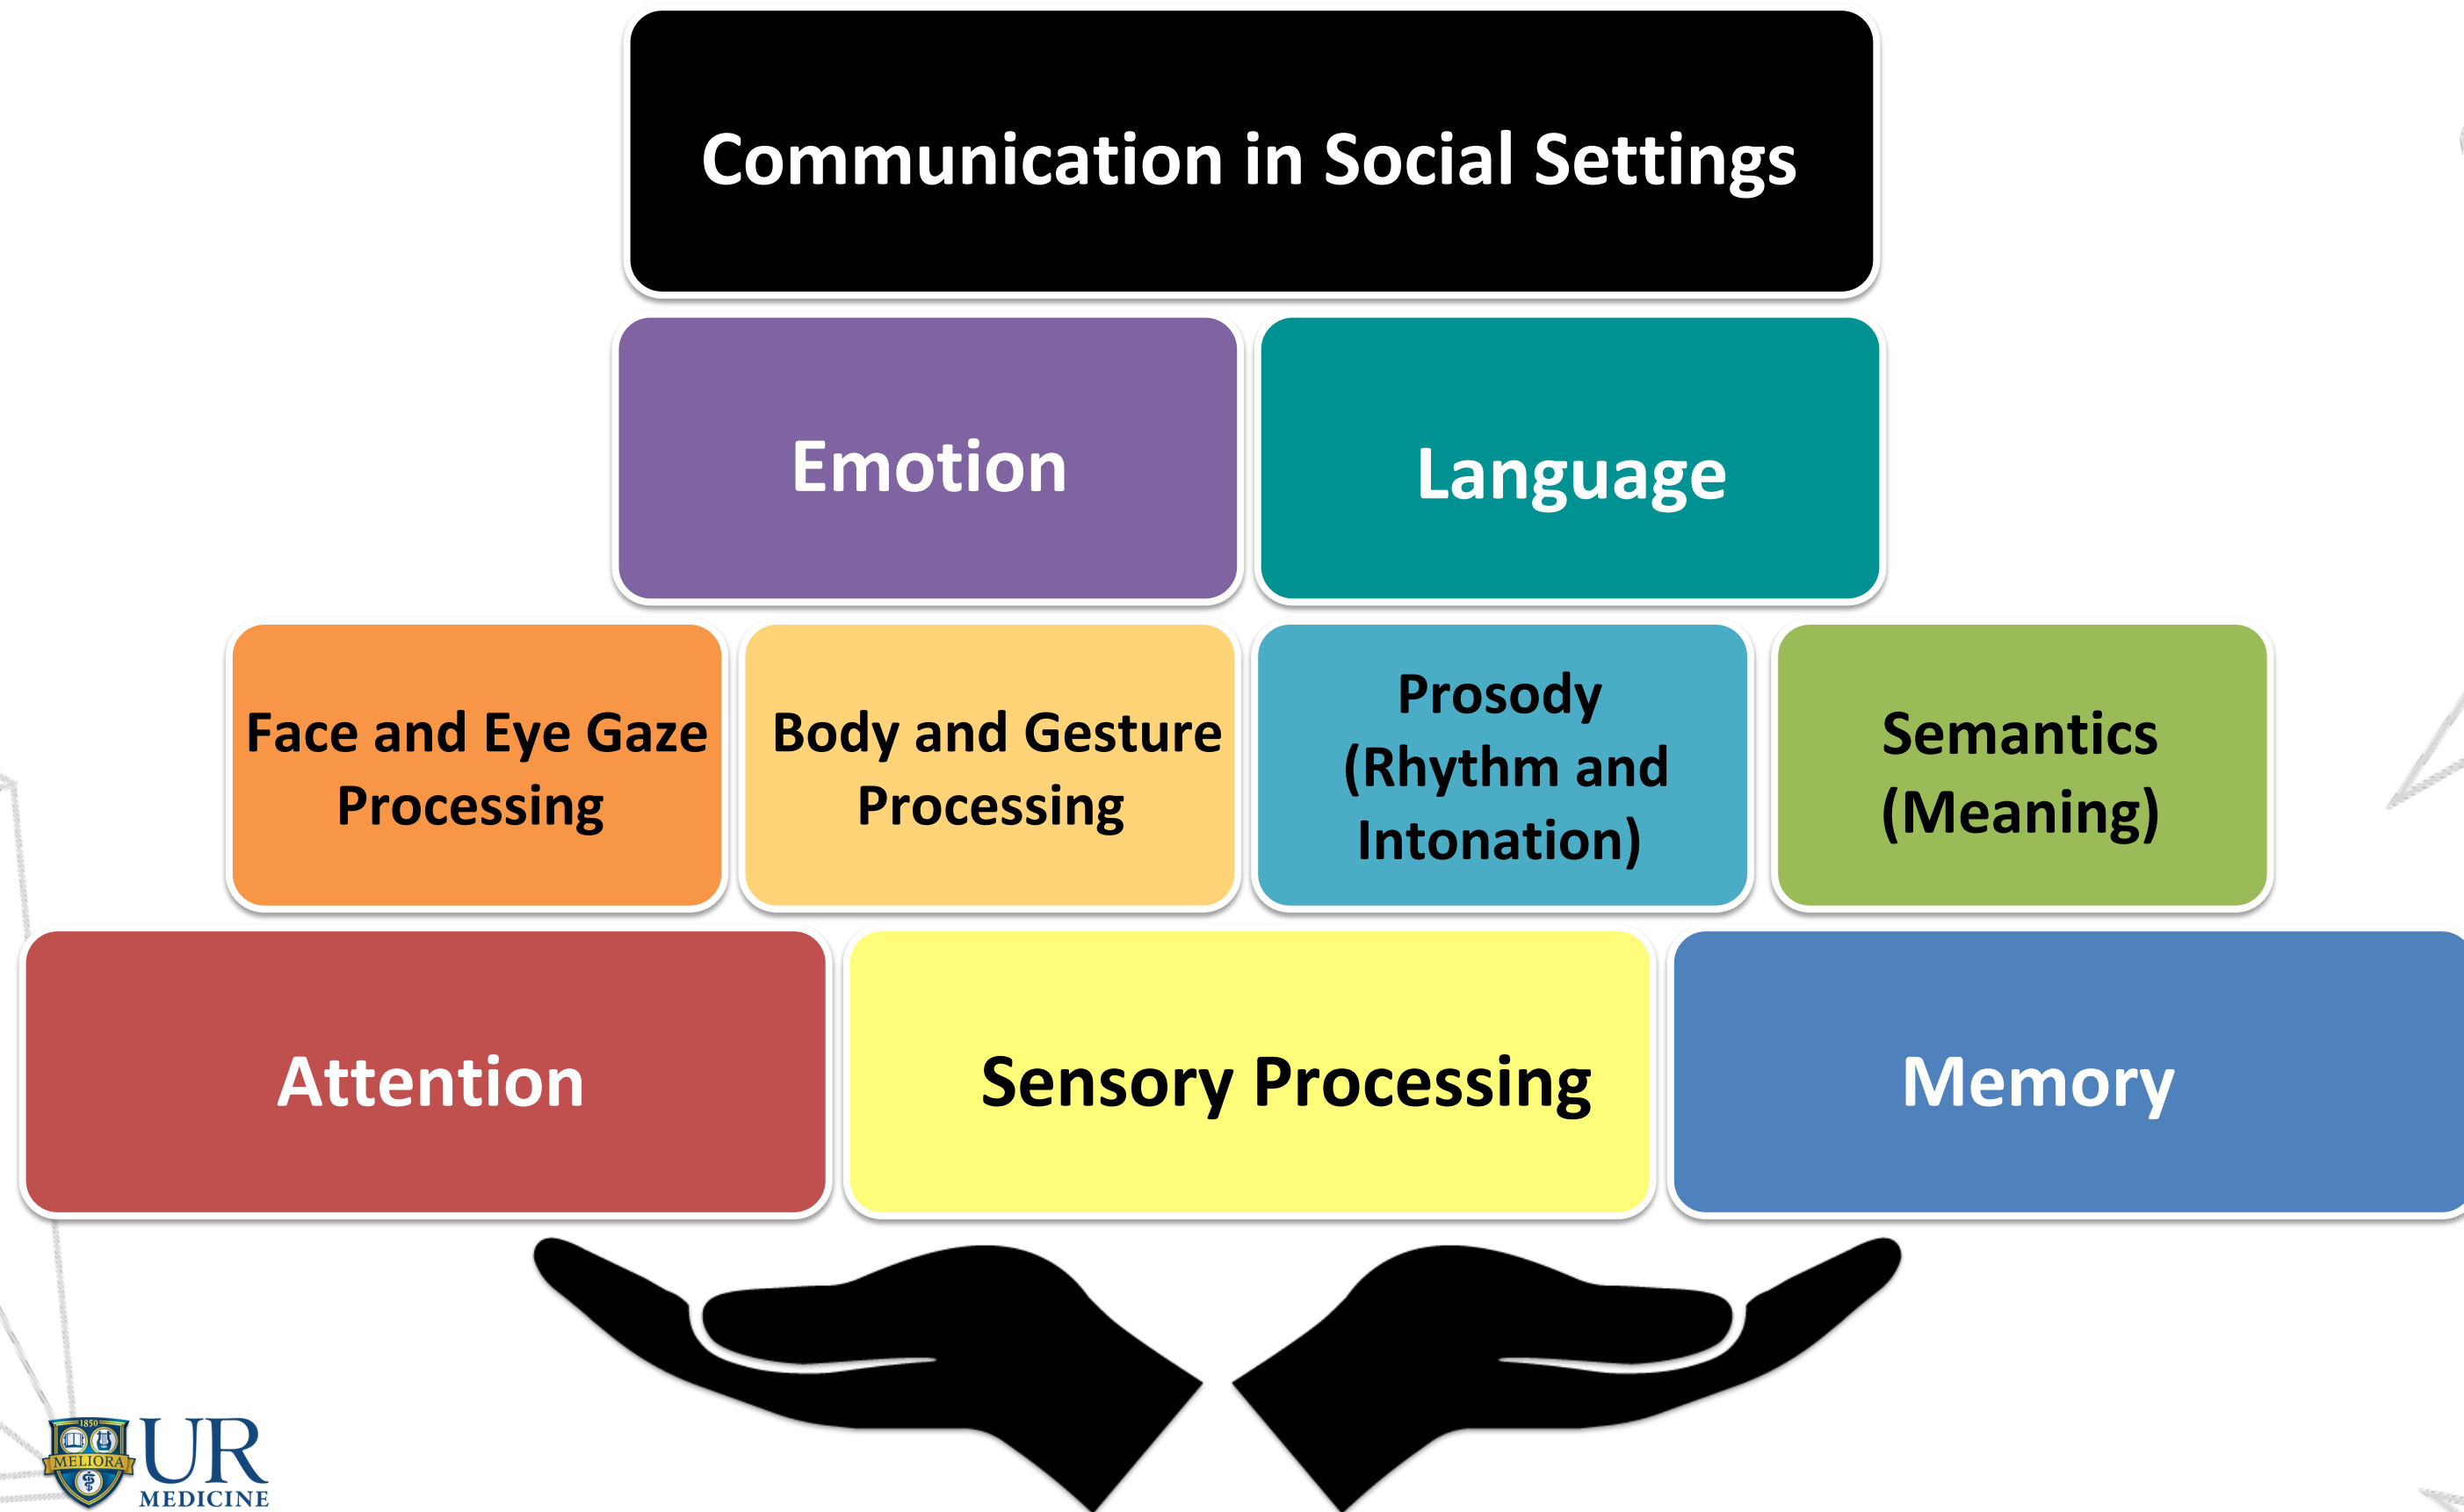 Communication in Social Settings
Emotion
Language
Face and Eye Gaze
Processing
Body and Gesture
Processing
Prosody
(Rhythm and
Intonation)
Semantics
(Meaning)
Attention
Sensory Processing
Memory
1850
MELIORA
UR
MEDICINE